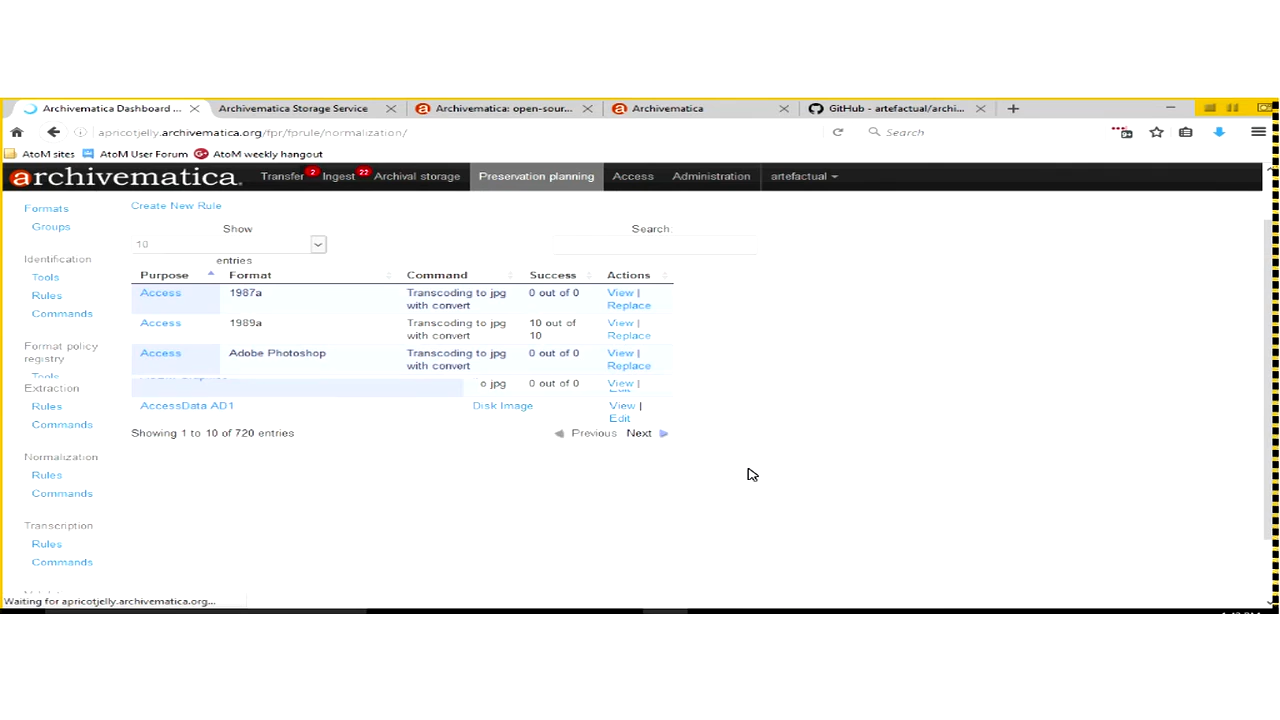 Archivematica Dashboard ...
Archivematica Storage Service
Archivematica: open-sour...
Archivematica
GitHub - artefactual/archi...
apricotjelly.archivematica.org/fpr/fprule/normalization/
Search
AtoM sites
AtoM User Forum
AtoM weekly hangout
archivematica.
Transfer 2
Ingest 22
Archival storage
Preservation planning
Access
Administration
artefactual
Formats
Groups
Identification
Tools
Rules
Commands
Format policy
registry
Extraction
Rules
Commands
Normalization
Rules
Commands
Transcription
Rules
Commands
Create New Rule
Show
10
entries
Search:
Purpose Format Command Success Actions
Access 1987a Transcoding to jpg with convert 0 out of 0 View | Replace
Access 1989a Transcoding to jpg with convert 10 out of 10 View | Replace
Access Adobe Photoshop Transcoding to jpg with convert 0 out of 0 View | Replace
o jpg 0 out of 0 View |
AccessData AD1 Disk Image View | Edit
Showing 1 to 10 of 720 entries
Previous Next
Waiting for apricotjelly.archivematica.org...